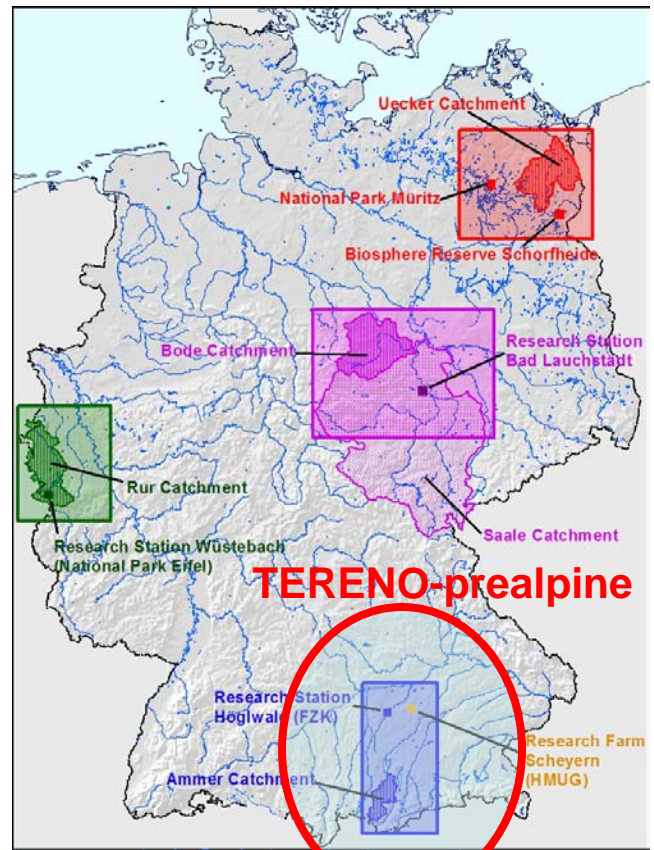 Uecker Catchment
National Park Müritz
Biosphere Reserve Schorfheide
Bode Catchment
Research Station
Bad Lauchstädt
Rur Catchment
Saale Catchment
Research Station Wüstebach
(National Park Eifel)
TERENO-prealpine
Research Station
Höglwald (FZK)
Research Farm
Scheyern
(HMUG)
Ammer Catchment